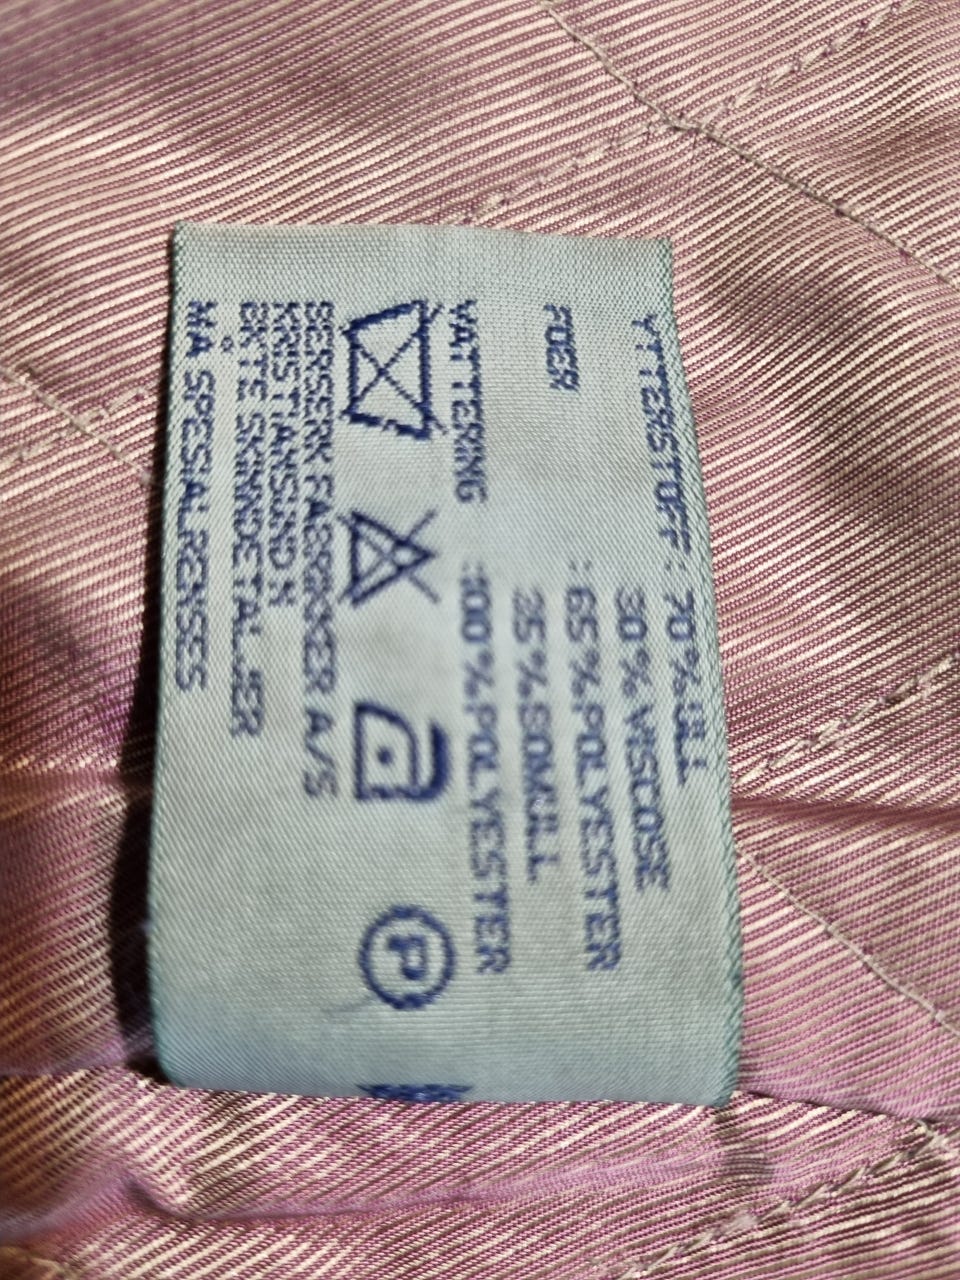 YTTERSTOFF : 70%ULL
30%VISCOSE
FOER :65%POLYESTER
35%BOMULL
VATTERING :100%POLYESTER
P
BERSERK FABRIKKER A/S
KRISTIANSUND N
EKTE SKINNDETALJER
MÅ SPESIALRENSES